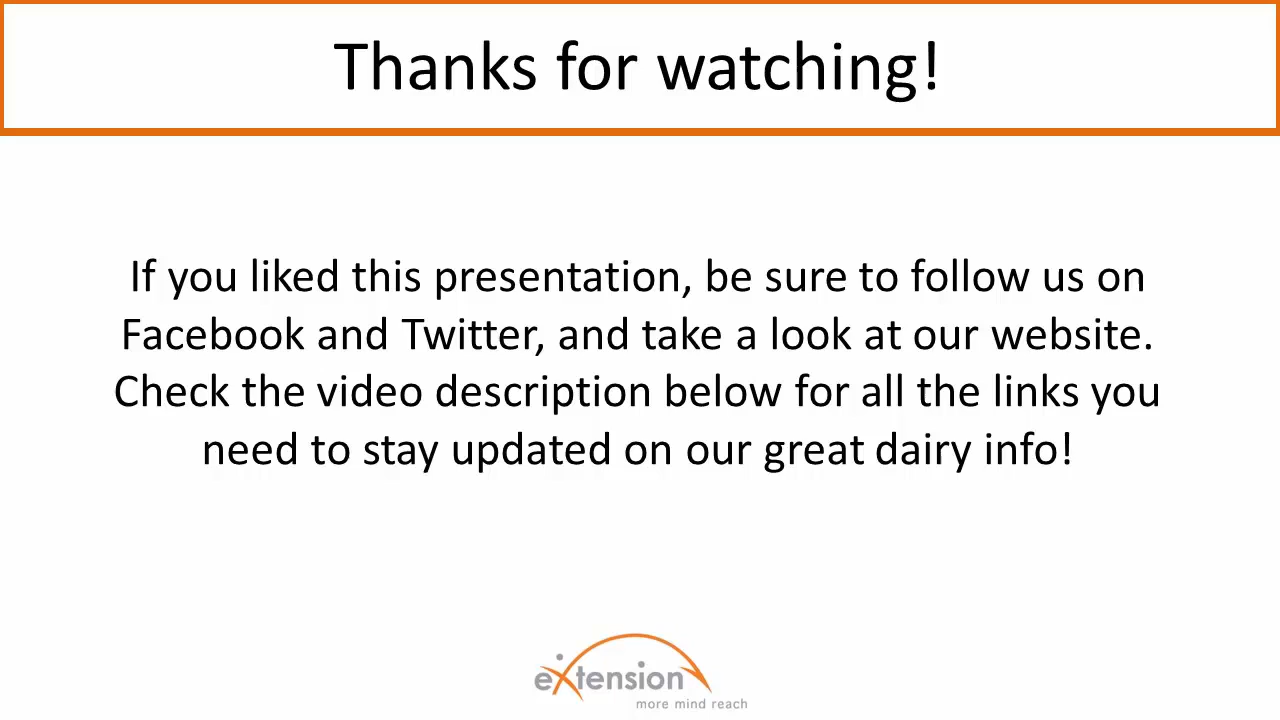 Thanks for watching!
If you liked this presentation, be sure to follow us on
Facebook and Twitter, and take a look at our website.
Check the video description below for all the links you
need to stay updated on our great dairy info!
eXtension
more mind reach